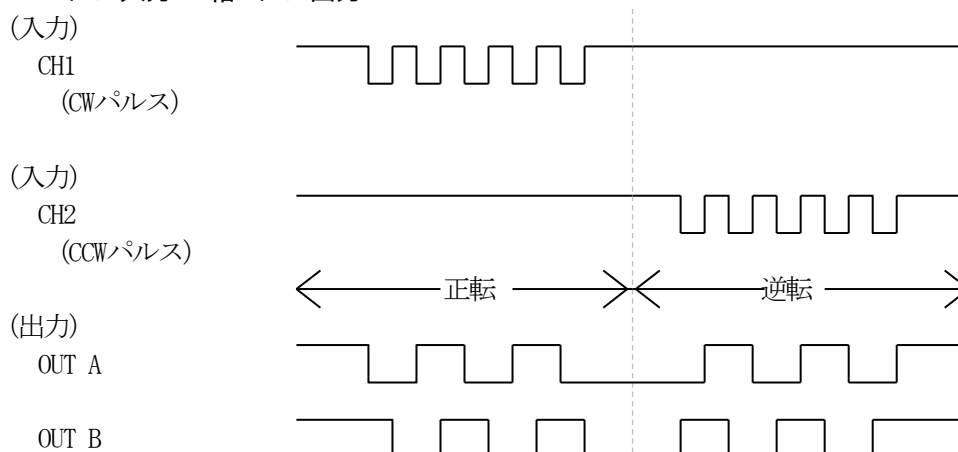 (入力)
CH1
(CWパルス)
(入力)
CH2
(CCWパルス)
正転
逆転
(出力)
OUT A
OUT B